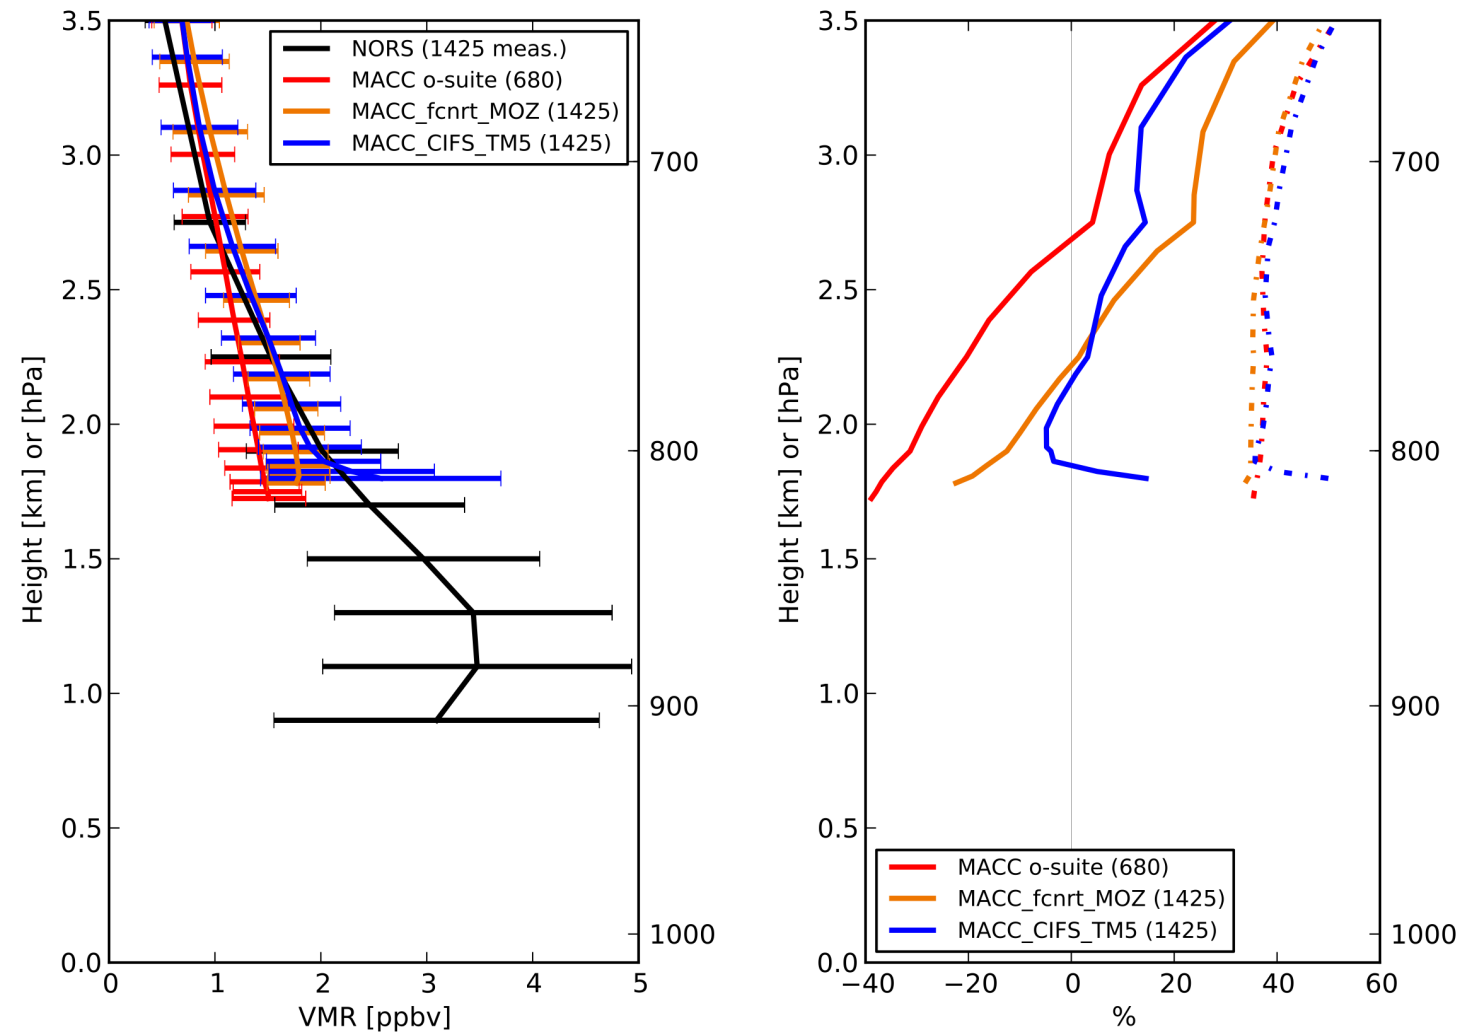 NORS (1425 meas.)
MACC o-suite (680)
MACC_fcnrt_MOZ (1425)
MACC_CIFS_TM5 (1425)
3.5
3.0
2.5
2.0
1.5
1.0
0.5
0.0
Height [km] or [hPa]
700
800
900
1000
0 1 2 3 4 5
VMR [ppbv]
3.5
3.0
2.5
2.0
1.5
1.0
0.5
0.0
Height [km] or [hPa]
700
800
900
1000
MACC o-suite (680)
MACC_fcnrt_MOZ (1425)
MACC_CIFS_TM5 (1425)
−40 −20 0 20 40 60
%